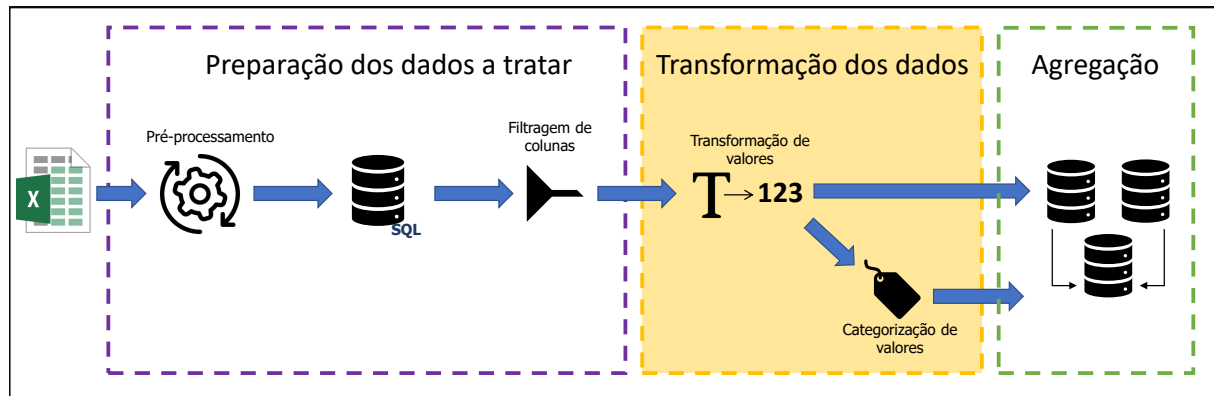 Preparação dos dados a tratar
Transformação dos dados
Agregação
Pré-processamento
Filtragem de
colunas
Transformação de
valores
X
SQL
T
123
Categorização de
valores